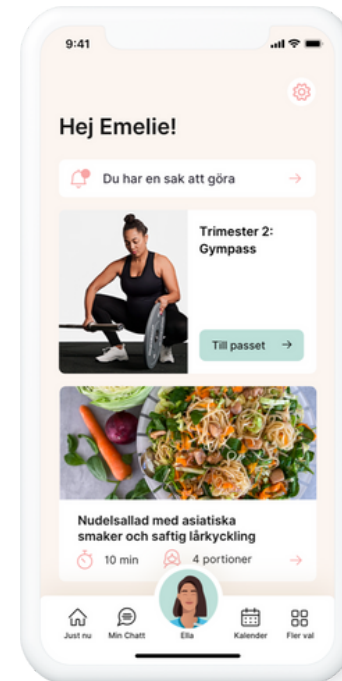 9:41
Hej Emelie!
Du har en sak att göra
Trimester 2:
Gympass
Till passet
Nudelsallad med asiatiska
smaker och saftig lårkyckling
10 min 4 portioner
Just nu Min Chatt Ella Kalender Fler val